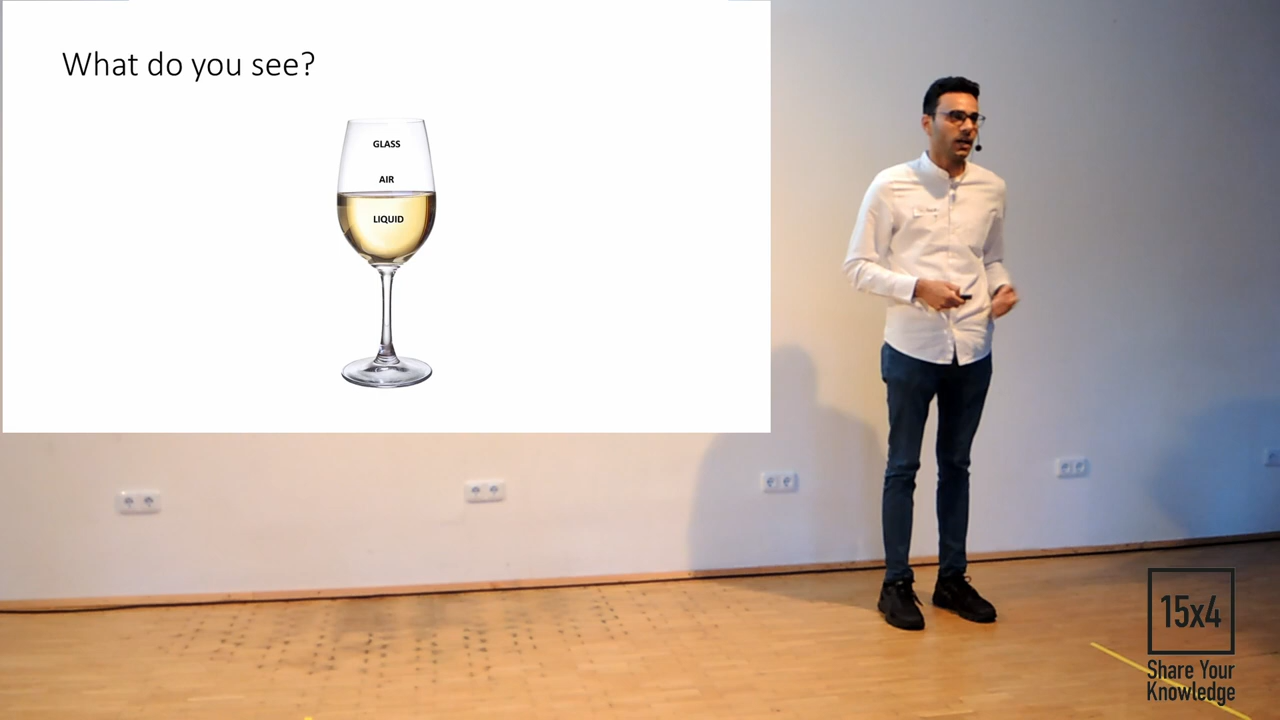 What do you see?
GLASS
AIR
LIQUID
15x4
Share Your
Knowledge